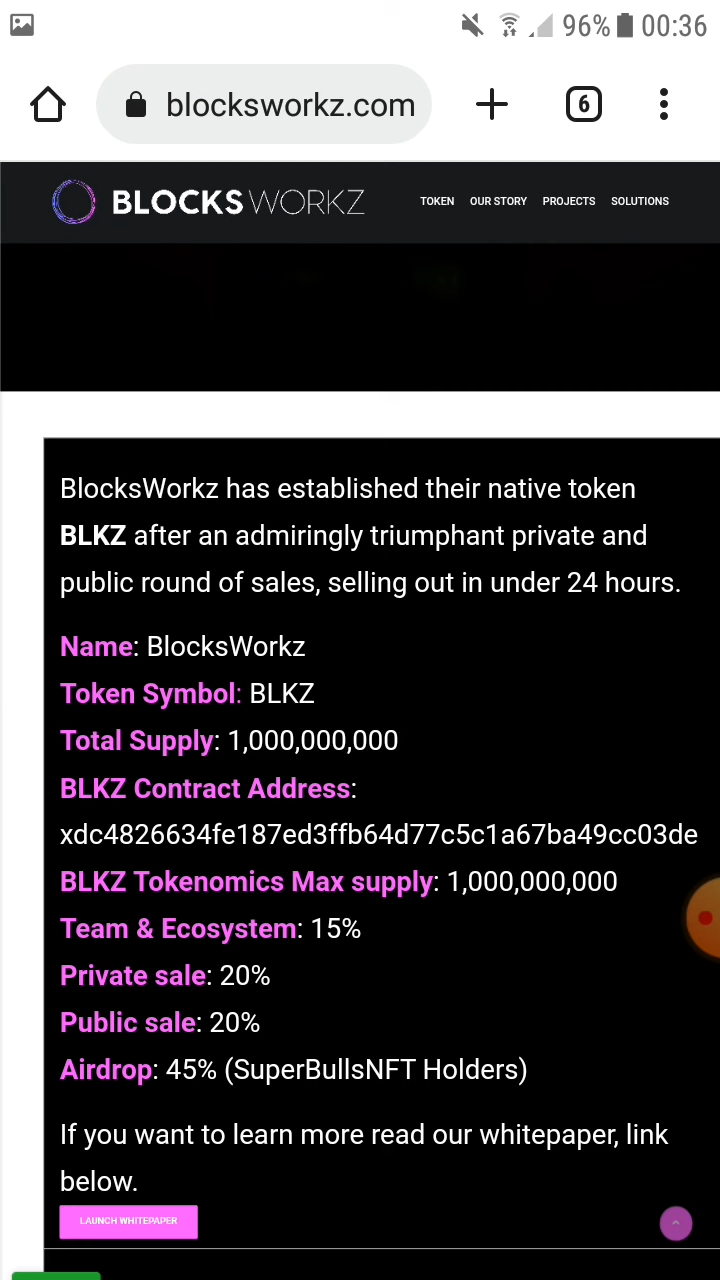 96% 00:36
blocksworkz.com 6
BLOCKSWORKZ TOKEN OUR STORY PROJECTS SOLUTIONS
BlocksWorkz has established their native token
BLKZ after an admiringly triumphant private and
public round of sales, selling out in under 24 hours.
Name: BlocksWorkz
Token Symbol: BLKZ
Total Supply: 1,000,000,000
BLKZ Contract Address:
xdc4826634fe187ed3ffb64d77c5c1a67ba49cc03de
BLKZ Tokenomics Max supply: 1,000,000,000
Team & Ecosystem: 15%
Private sale: 20%
Public sale: 20%
Airdrop: 45% (SuperBullsNFT Holders)
If you want to learn more read our whitepaper, link
below.
LAUNCH WHITEPAPER